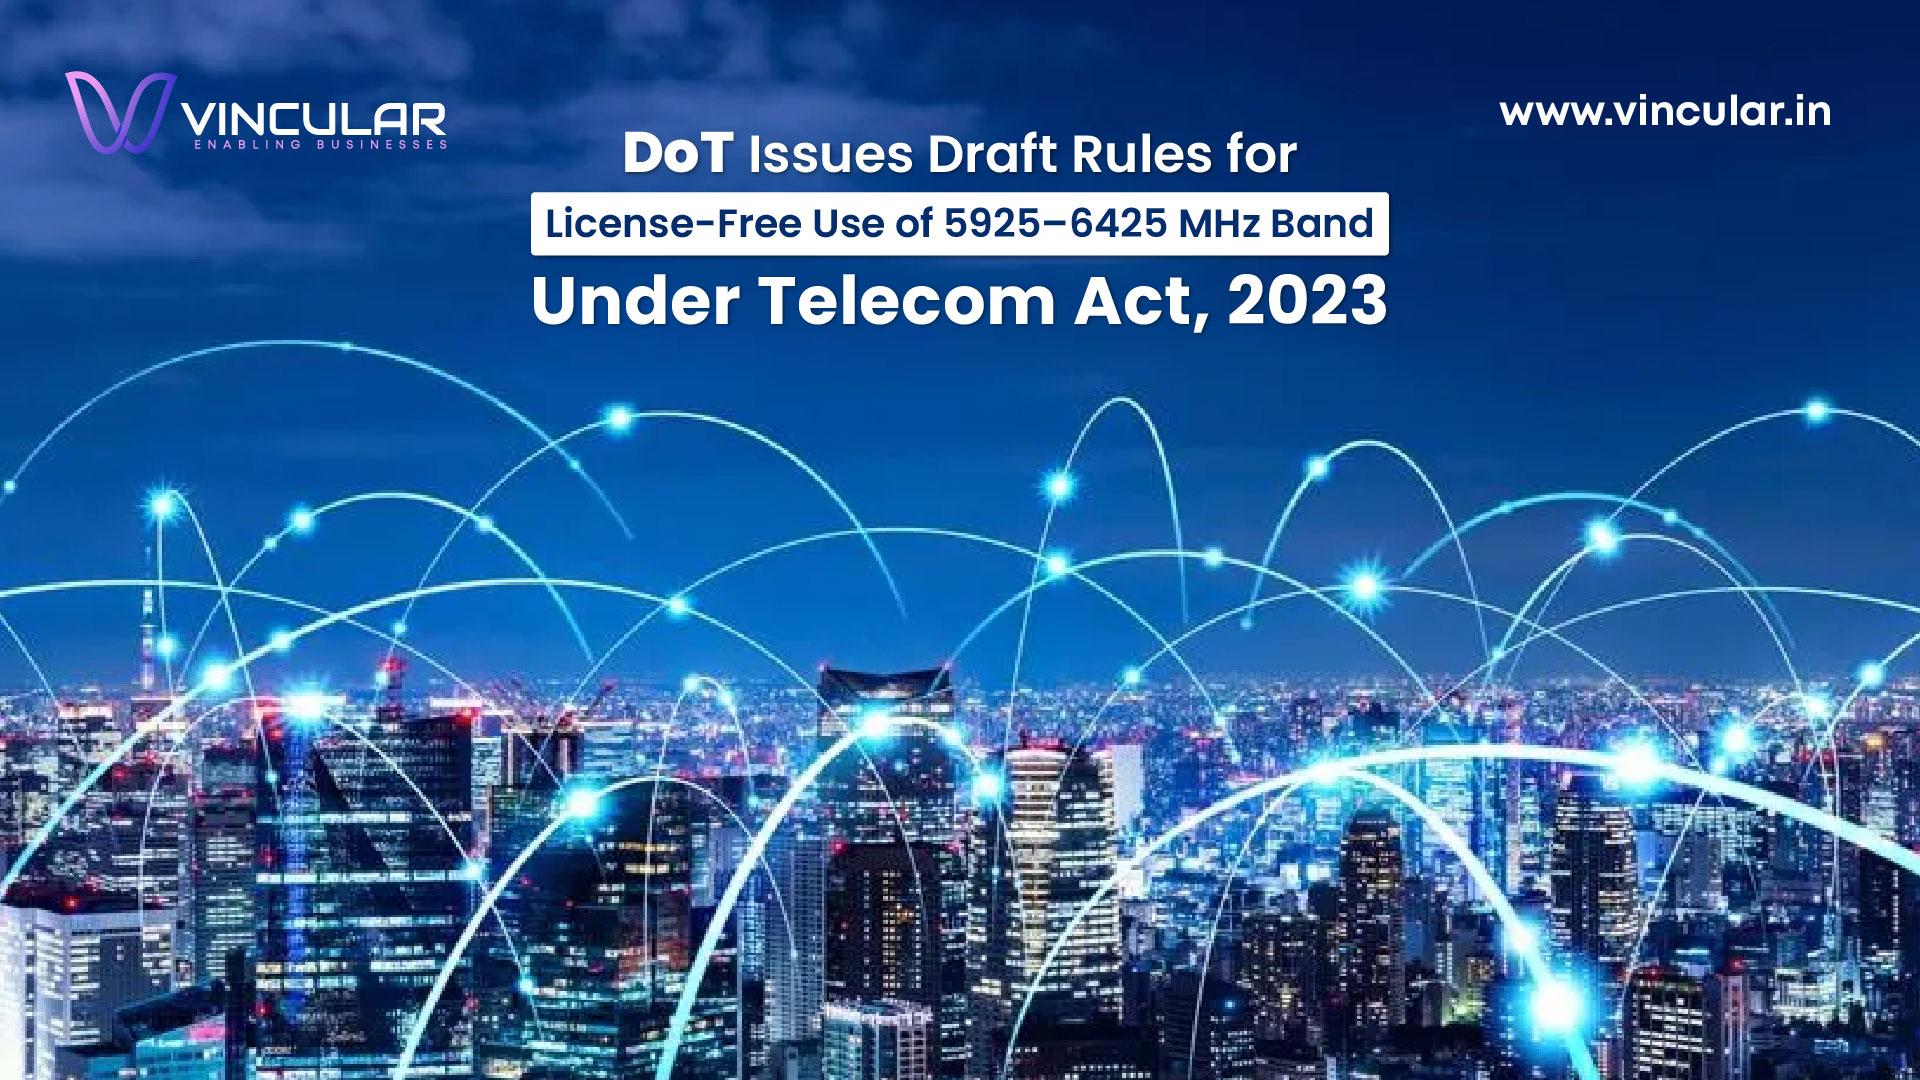 VINCULAR
ENABLING BUSINESSES
www.vincular.in
DoT Issues Draft Rules for
License-Free Use of 5925–6425 MHz Band
Under Telecom Act, 2023